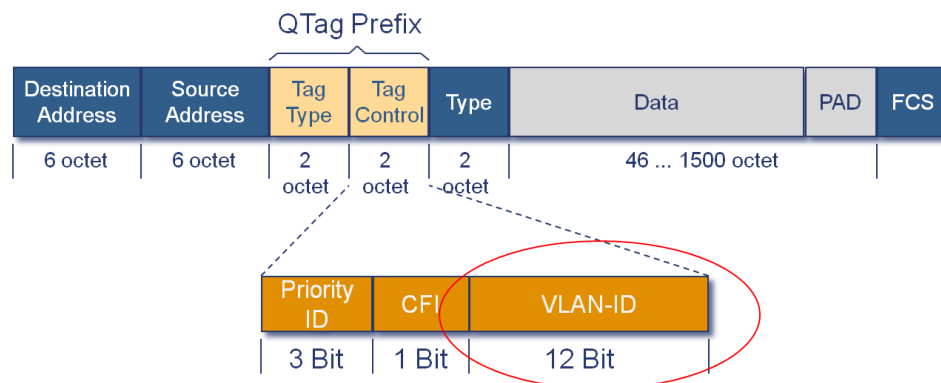 QTag Prefix
Destination Address
Source Address
Tag Type
Tag Control
Type
Data
PAD
FCS
6 octet
6 octet
2 octet
2 octet
2 octet
46 ... 1500 octet
Priority ID
CFI
VLAN-ID
3 Bit
1 Bit
12 Bit